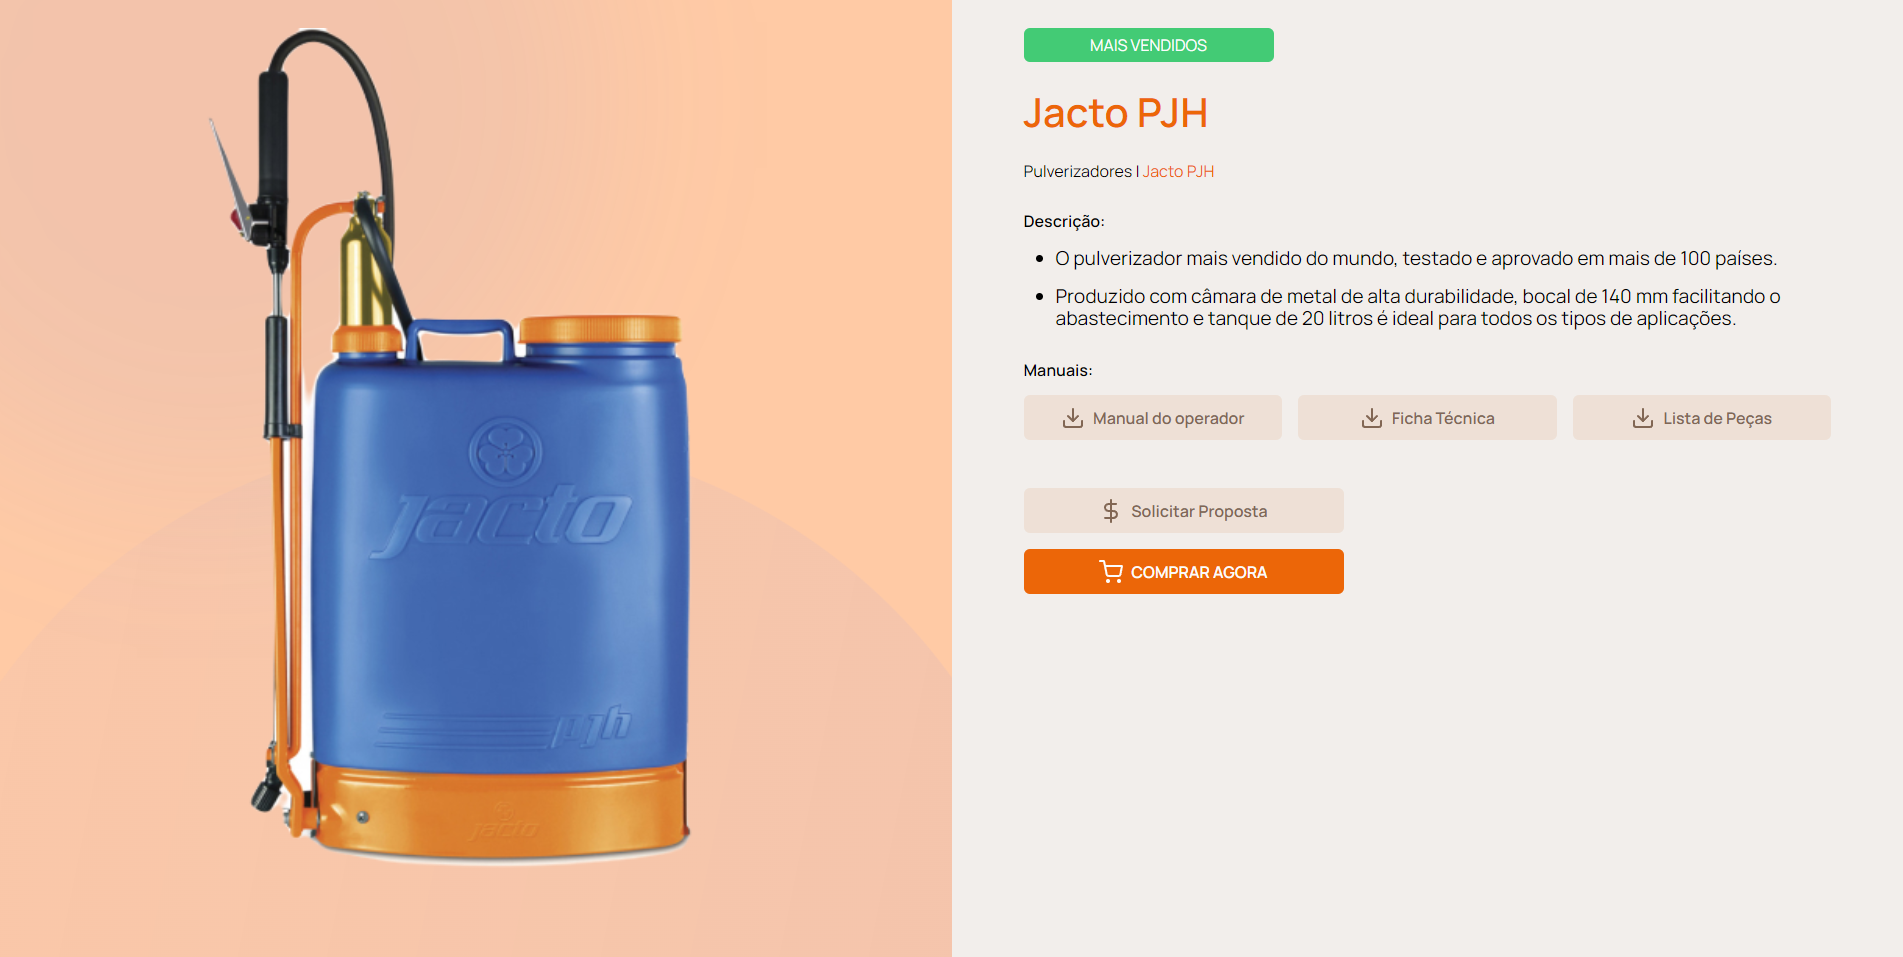 jacto
pjh
jacto
MAIS VENDIDOS
Jacto PJH
Pulverizadores | Jacto PJH
Descrição:
• O pulverizador mais vendido do mundo, testado e aprovado em mais de 100 países.
• Produzido com câmara de metal de alta durabilidade, bocal de 140 mm facilitando o
abastecimento e tanque de 20 litros é ideal para todos os tipos de aplicações.
Manuais:
Manual do operador Ficha Técnica Lista de Peças
$ Solicitar Proposta
COMPRAR AGORA